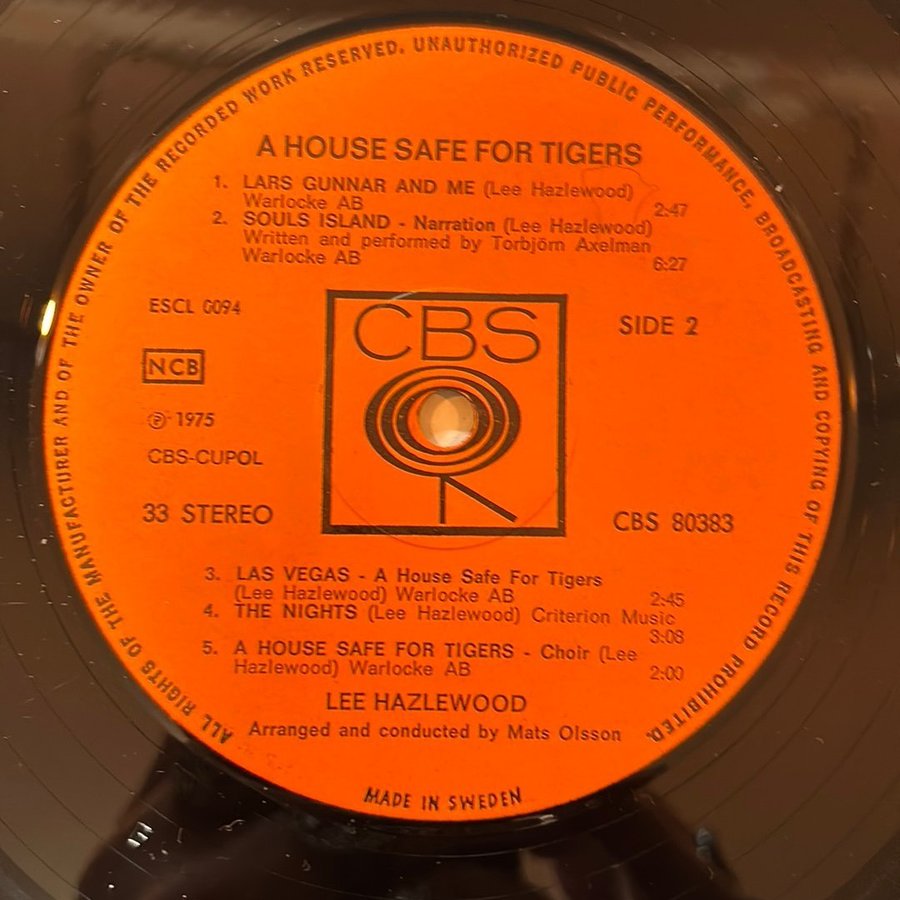 ALL RIGHTS OF THE MANUFACTURER AND OF THE OWNER OF THE RECORDED WORK RESERVED. UNAUTHORIZED PUBLIC PERFORMANCE, BROADCASTING AND COPYING OF THIS RECORD PROHIBITED.
A HOUSE SAFE FOR TIGERS
1. LARS GUNNAR AND ME (Lee Hazlewood)
Warlocke AB 2:47
2. SOULS ISLAND - Narration (Lee Hazlewood)
Written and performed by Torbjörn Axelman
Warlocke AB 6:27
ESCL 0094
CBS
SIDE 2
NCB
Ⓟ 1975
CBS-CUPOL
33 STEREO
CBS 80383
3. LAS VEGAS - A House Safe For Tigers
(Lee Hazlewood) Warlocke AB 2:45
4. THE NIGHTS (Lee Hazlewood) Criterion Music
3:08
5. A HOUSE SAFE FOR TIGERS - Choir (Lee
Hazlewood) Warlocke AB 2:00
LEE HAZLEWOOD
Arranged and conducted by Mats Olsson
MADE IN SWEDEN